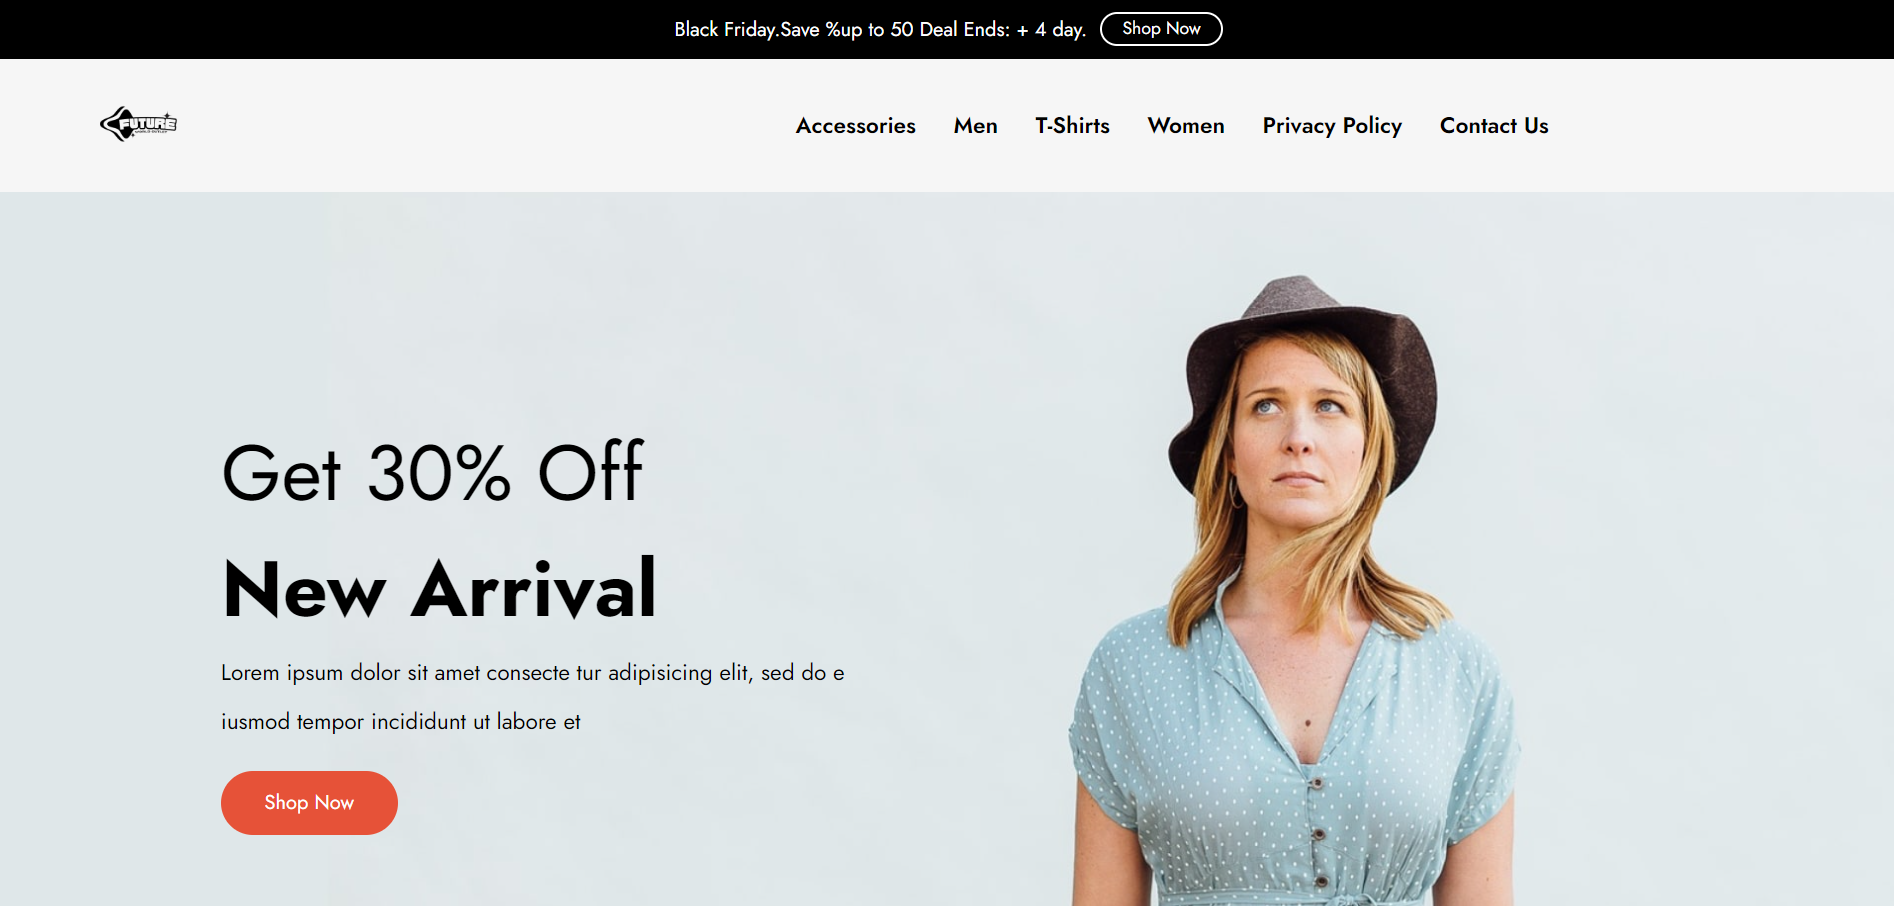 Black Friday.Save %up to 50 Deal Ends: + 4 day. Shop Now
FUTURE
Accessories Men T-Shirts Women Privacy Policy Contact Us
Get 30% Off
New Arrival
Lorem ipsum dolor sit amet consecte tur adipisicing elit, sed do e
iusmod tempor incididunt ut labore et
Shop Now